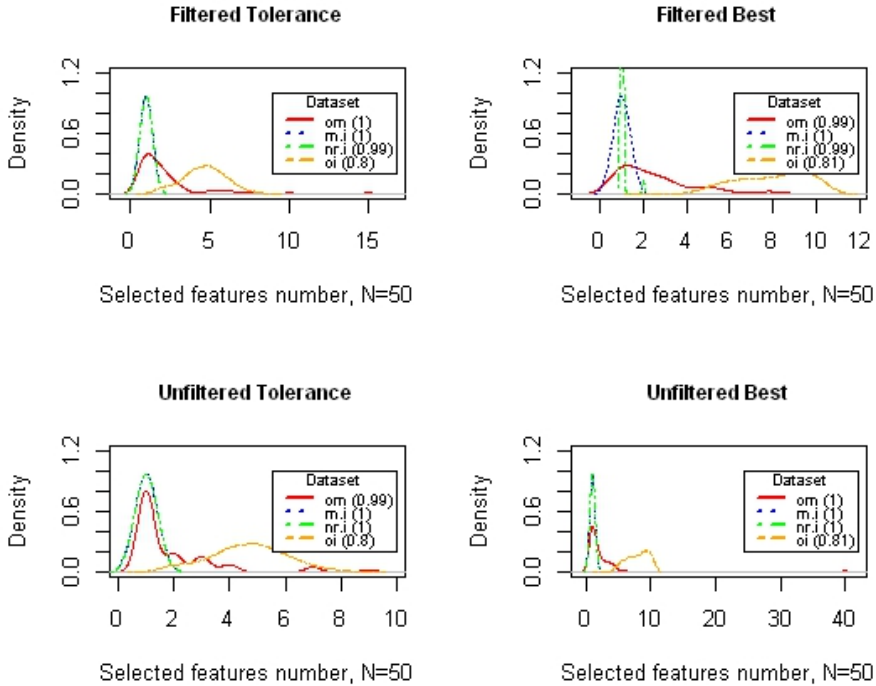 Filtered Tolerance
Density
0.0 0.6 1.2
Dataset
om (1)
m.i (1)
nr.i (0.99)
oi (0.8)
0 5 10 15
Selected features number, N=50
Filtered Best
Density
0.0 0.6 1.2
Dataset
om (0.99)
m.i (1)
nr.i (0.99)
oi (0.81)
0 2 4 6 8 10 12
Selected features number, N=50
Unfiltered Tolerance
Density
0.0 0.6 1.2
Dataset
om (0.99)
m.i (1)
nr.i (1)
oi (0.8)
0 2 4 6 8 10
Selected features number, N=50
Unfiltered Best
Density
0.0 0.6 1.2
Dataset
om (1)
m.i (1)
nr.i (1)
oi (0.81)
0 10 20 30 40
Selected features number, N=50